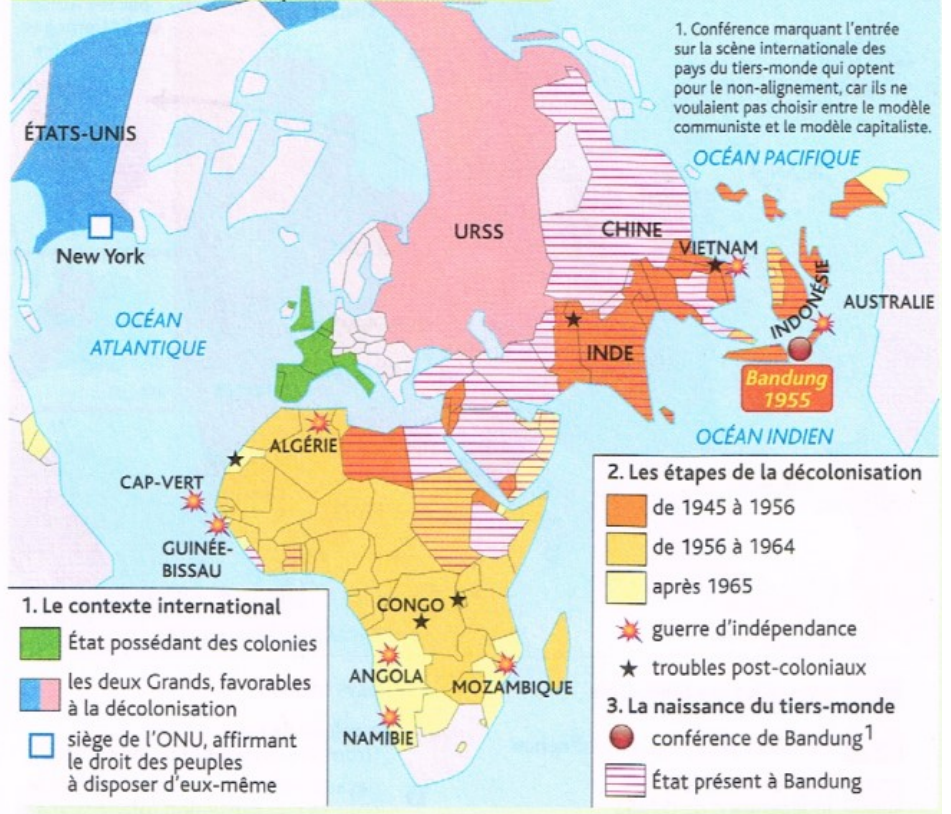 1. Conférence marquant l'entrée
sur la scène internationale des
pays du tiers-monde qui optent
pour le non-alignement, car ils ne
voulaient pas choisir entre le modèle
communiste et le modèle capitaliste.
OCÉAN PACIFIQUE
ÉTATS-UNIS
New York
URSS
CHINE
VIETNAM
INDONÉSIE
AUSTRALIE
OCÉAN
ATLANTIQUE
INDE
Bandung
1955
OCÉAN INDIEN
ALGÉRIE
CAP-VERT
GUINÉE-
BISSAU
CONGO
ANGOLA
MOZAMBIQUE
NAMIBIE
1. Le contexte international
État possédant des colonies
les deux Grands, favorables
à la décolonisation
siège de l'ONU, affirmant
le droit des peuples
à disposer d'eux-même
2. Les étapes de la décolonisation
de 1945 à 1956
de 1956 à 1964
après 1965
guerre d'indépendance
troubles post-coloniaux
3. La naissance du tiers-monde
conférence de Bandung1
État présent à Bandung